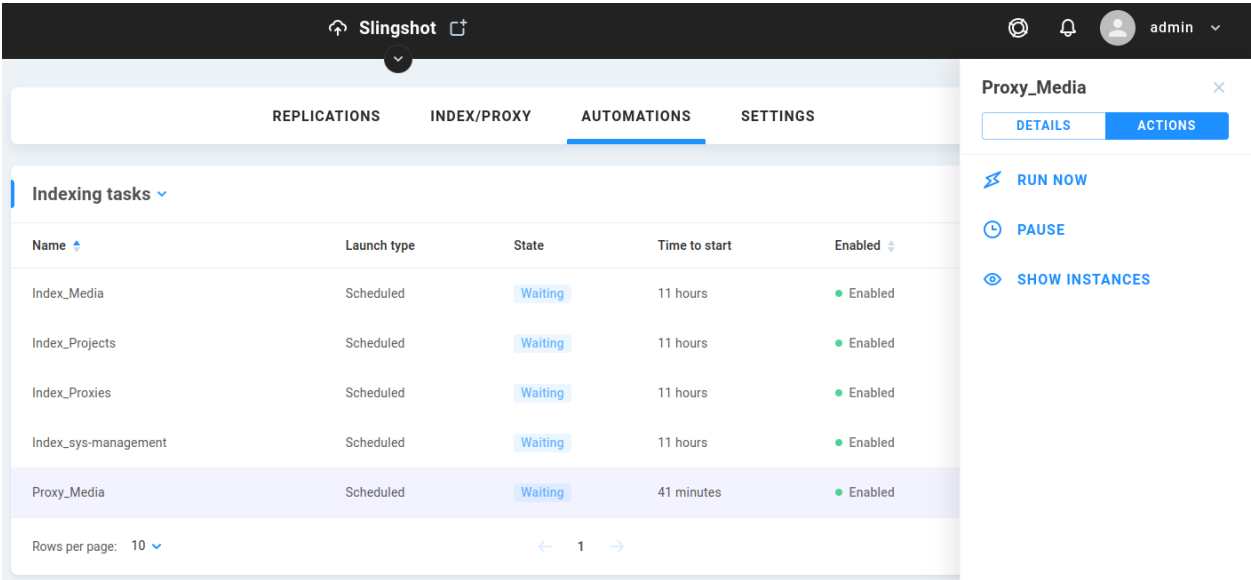 Slingshot
admin
REPLICATIONS INDEX/PROXY AUTOMATIONS SETTINGS
Indexing tasks
Name Launch type State Time to start Enabled
Index_Media Scheduled Waiting 11 hours Enabled
Index_Projects Scheduled Waiting 11 hours Enabled
Index_Proxies Scheduled Waiting 11 hours Enabled
Index_sys-management Scheduled Waiting 11 hours Enabled
Proxy_Media Scheduled Waiting 41 minutes Enabled
Rows per page: 10 1
Proxy_Media
DETAILS ACTIONS
RUN NOW
PAUSE
SHOW INSTANCES